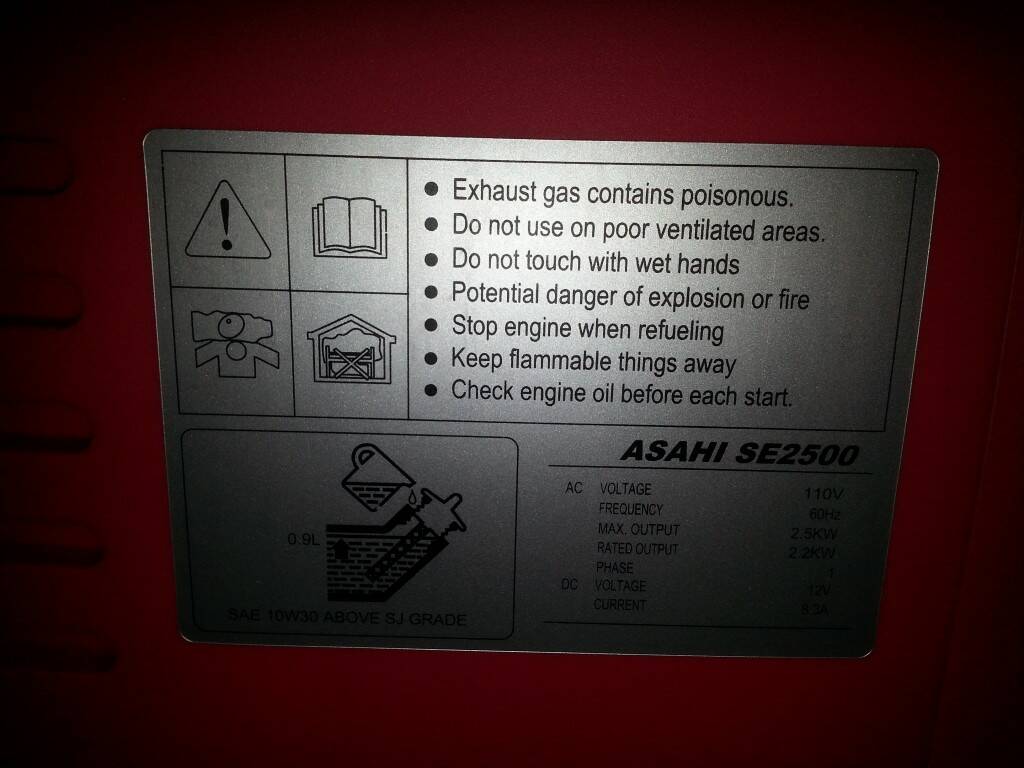 ● Exhaust gas contains poisonous.
● Do not use on poor ventilated areas.
● Do not touch with wet hands
● Potential danger of explosion or fire
● Stop engine when refueling
● Keep flammable things away
● Check engine oil before each start.
0.9L
SAE 10W30 ABOVE SJ GRADE
ASAHI SE2500
AC VOLTAGE 110V
FREQUENCY 60Hz
MAX. OUTPUT 2.5KW
RATED OUTPUT 2.2KW
PHASE 1
DC VOLTAGE 12V
CURRENT 8.3A